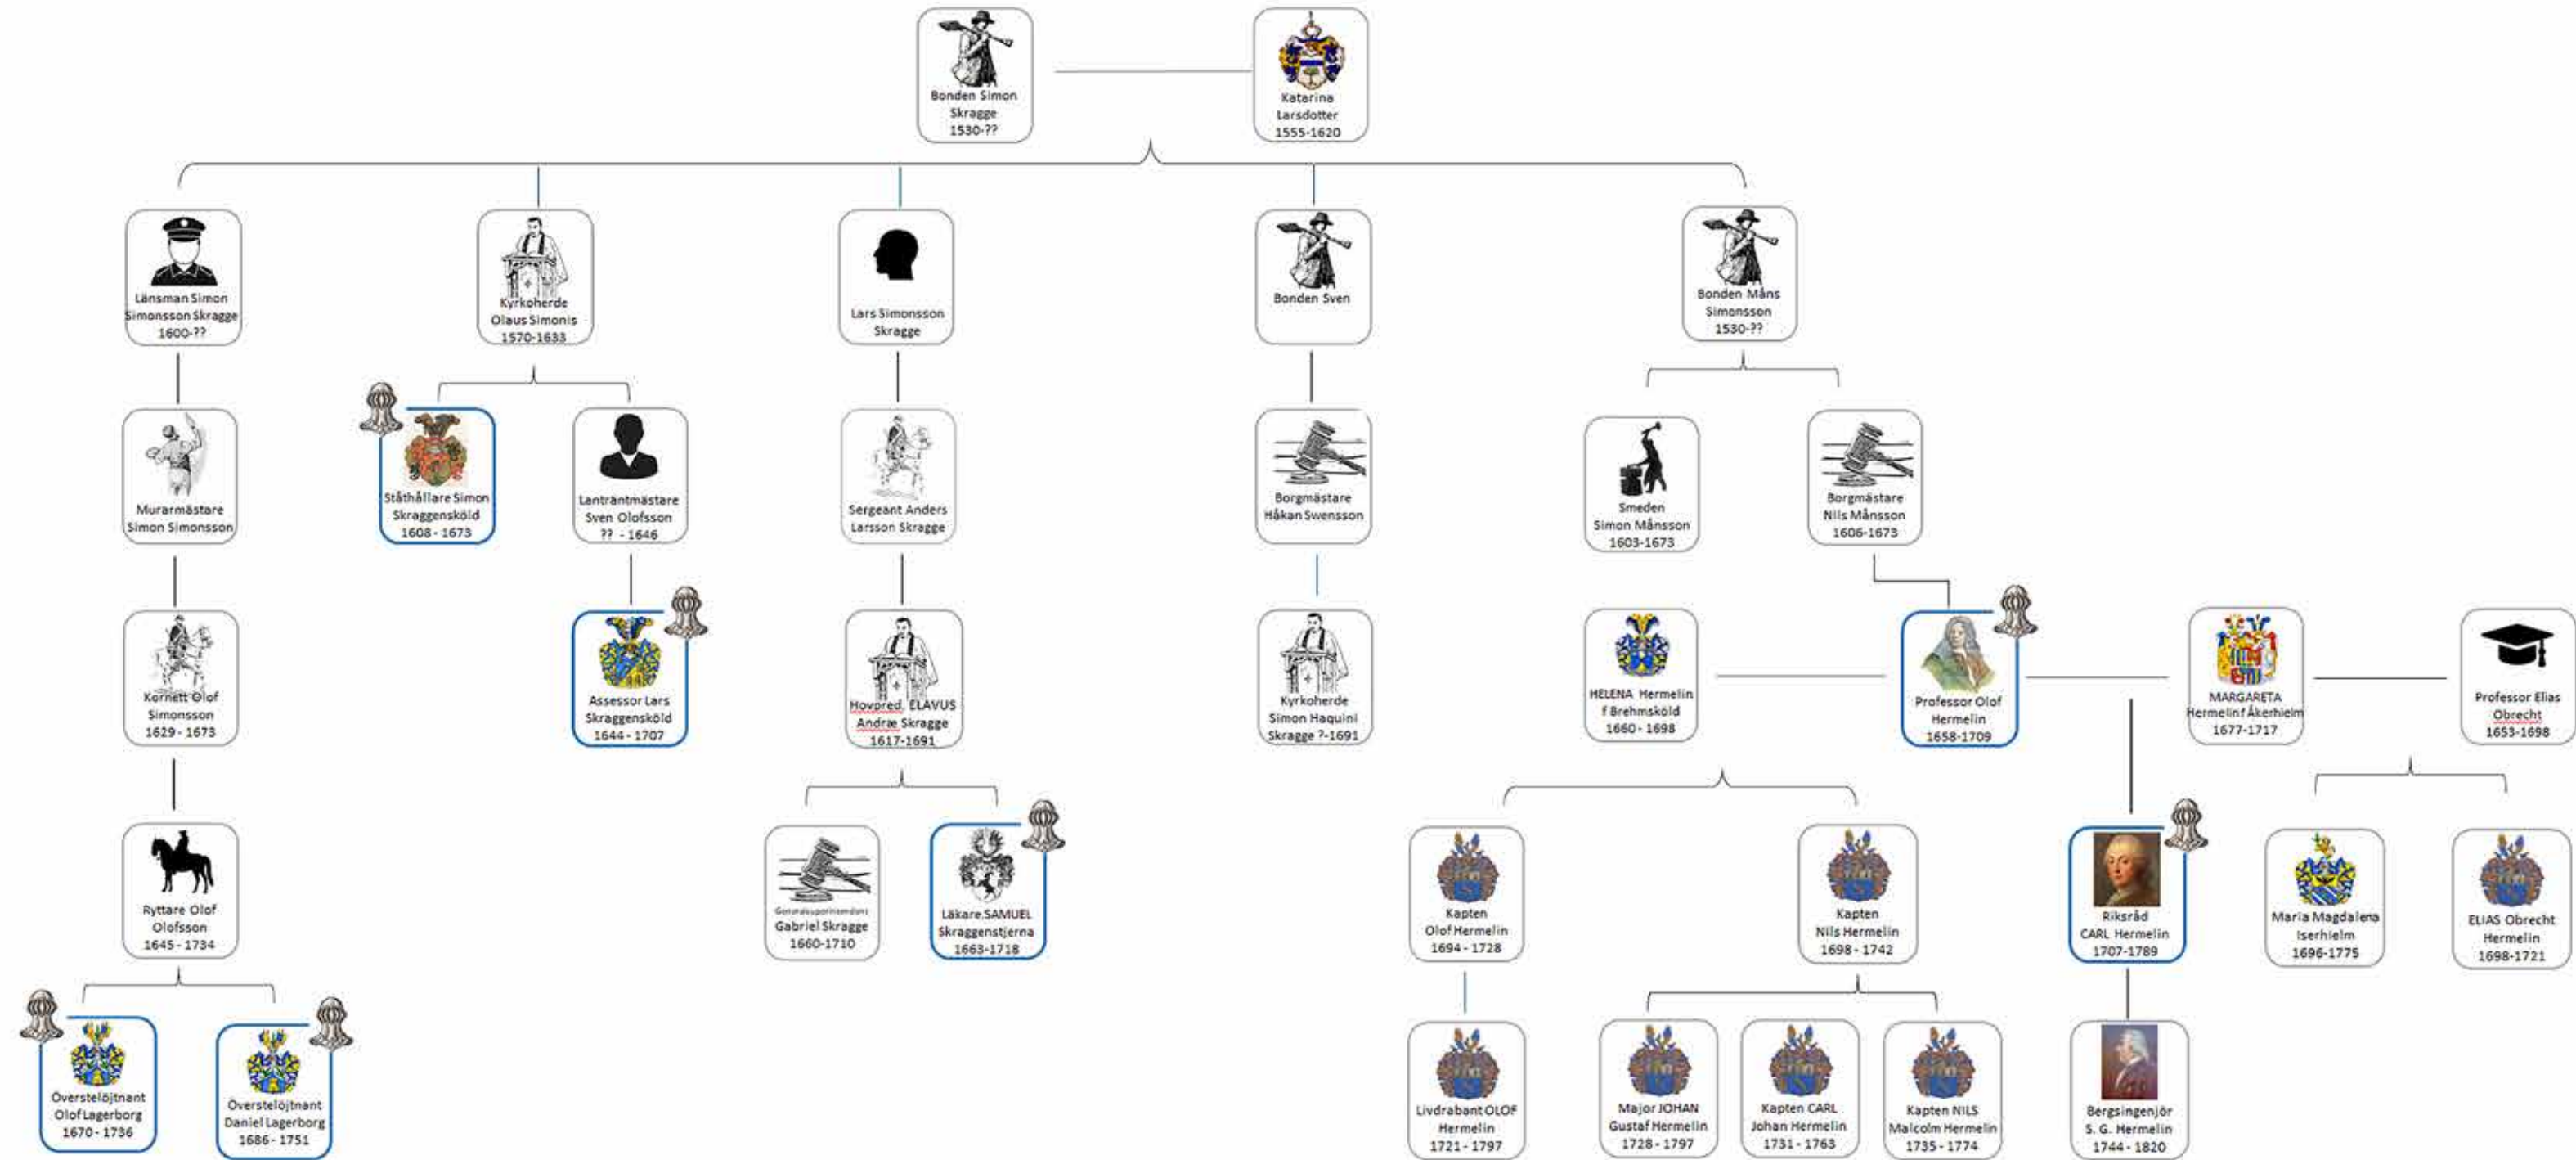 Bonden Simon
Skragge
1530-??
Katarina
Larsdotter
1555-1620
Länsman Simon
Simonsson Skragge
1600-??
Kyrkoherde
Olaus Simonis
1570-1633
Lars Simonsson
Skragge
Bonden Sven
Bonden Måns
Simonsson
1530-??
Murarmästare
Simon Simonsson
Ståthållare Simon
Skraggensköld
1608 - 1673
Lanträntmästare
Sven Olofsson
?? - 1646
Sergeant Anders
Larsson Skragge
Borgmästare
Håkan Swensson
Smeden
Simon Månsson
1603-1673
Borgmästare
Nils Månsson
1606-1673
Kornett Olof
Simonsson
1629 - 1673
Assessor Lars
Skraggensköld
1644 - 1707
Hovpred. ELAVUS
Andræ Skragge
1617-1691
Kyrkoherde
Simon Haquini
Skragge ?-1691
HELENA Hermelin
f Brehmsköld
1660 - 1698
Professor Olof
Hermelin
1658-1709
MARGARETA
Hermelin f Åkerhielm
1677-1717
Professor Elias
Obrecht
1653-1698
Ryttare Olof
Olofsson
1645 - 1734
Generalsuperintendent
Gabriel Skragge
1660-1710
Läkare.SAMUEL
Skraggenstjerna
1663-1718
Kapten
Olof Hermelin
1694 - 1728
Kapten
Nils Hermelin
1698 - 1742
Riksråd
CARL Hermelin
1707-1789
Maria Magdalena
Iserhielm
1696-1775
ELIAS Obrecht
Hermelin
1698-1721
Överstelöjtnant
Olof Lagerborg
1670 - 1736
Överstelöjtnant
Daniel Lagerborg
1686 - 1751
Livdrabant OLOF
Hermelin
1721 - 1797
Major JOHAN
Gustaf Hermelin
1728 - 1797
Kapten CARL
Johan Hermelin
1731 - 1763
Kapten NILS
Malcolm Hermelin
1735 - 1774
Bergsingenjör
S. G. Hermelin
1744 - 1820